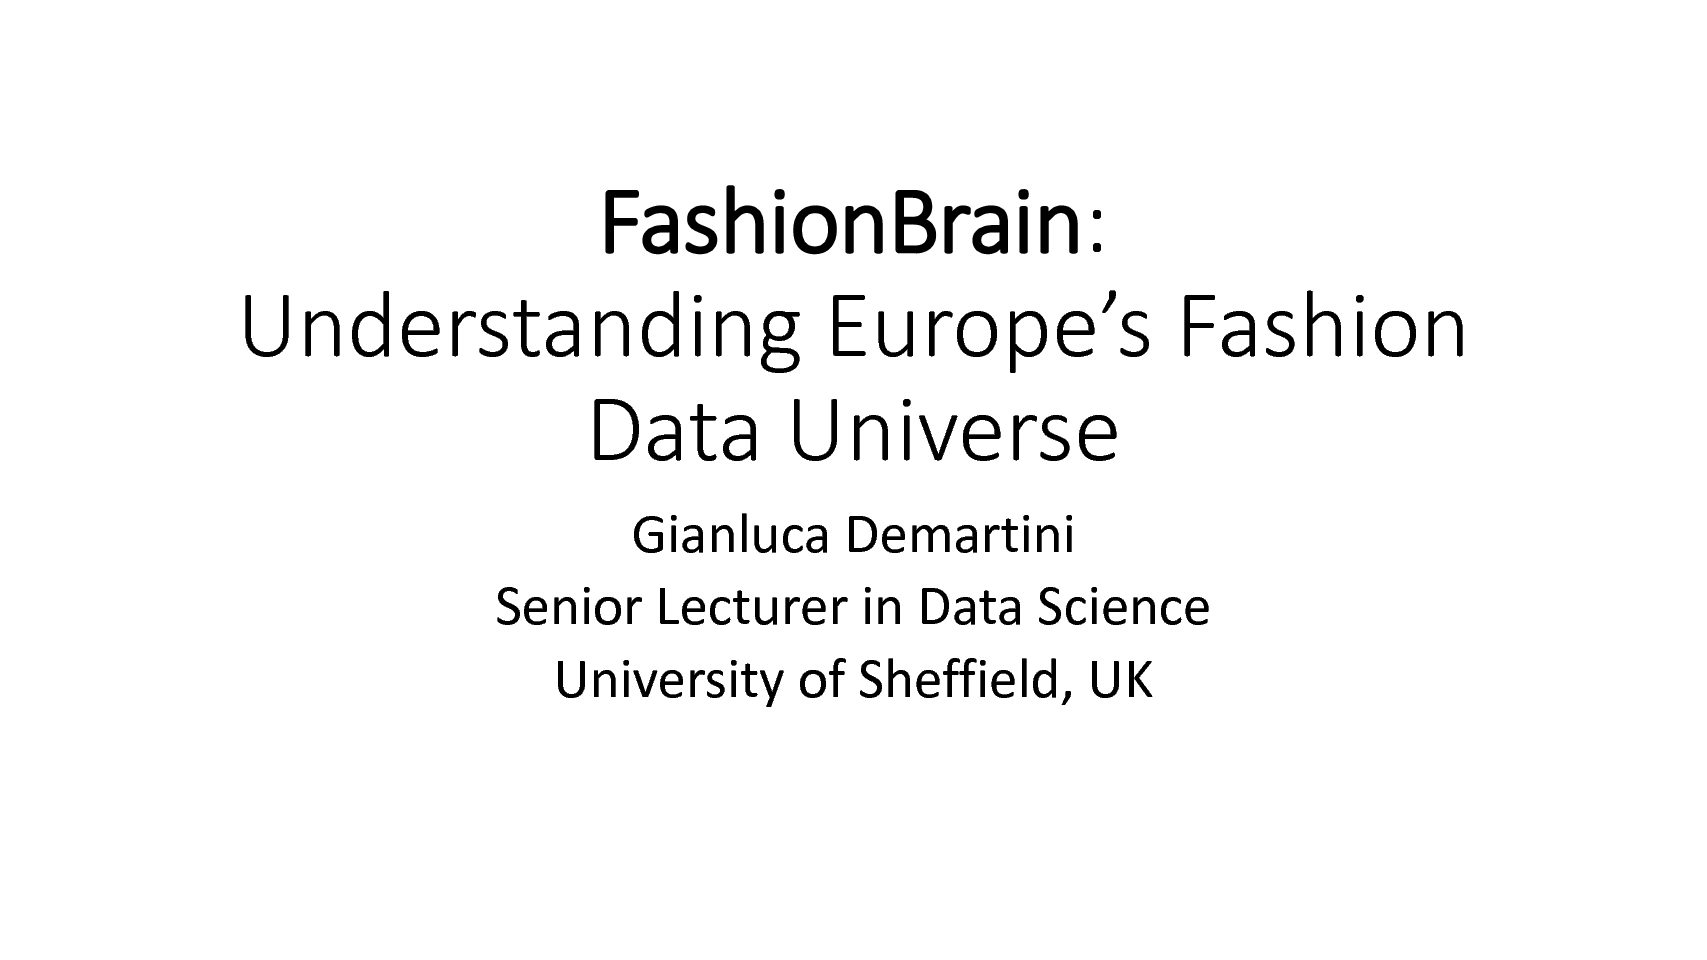 FashionBrain:
Understanding Europe’s Fashion
Data Universe
Gianluca Demartini
Senior Lecturer in Data Science
University of Sheffield, UK